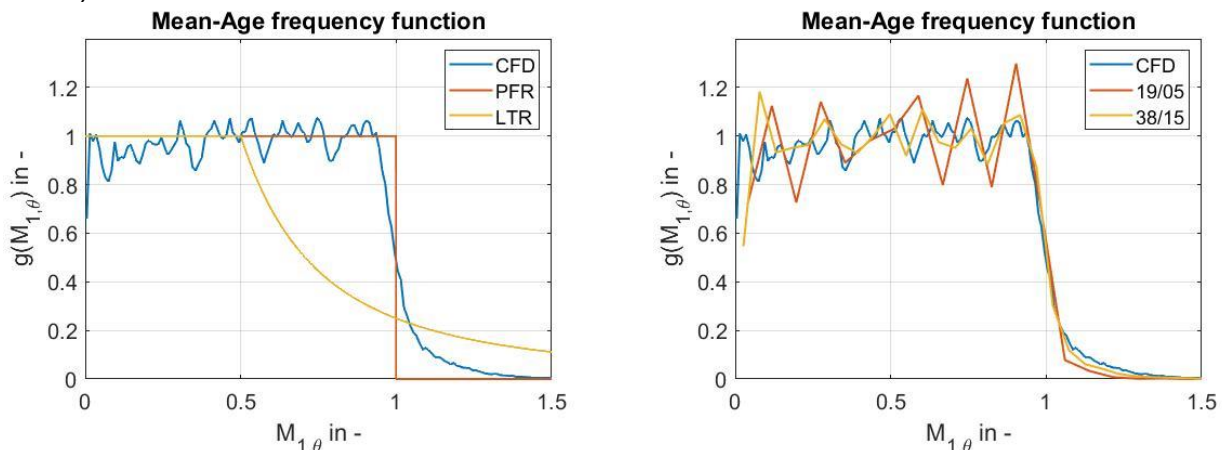 Mean-Age frequency function
g(M1,θ) in -
1.2
1
0.8
0.6
0.4
0.2
0
0
0.5
1
1.5
M1,θ in -
CFD
PFR
LTR
Mean-Age frequency function
g(M1,θ) in -
1.2
1
0.8
0.6
0.4
0.2
0
0
0.5
1
1.5
M1,θ in -
CFD
19/05
38/15